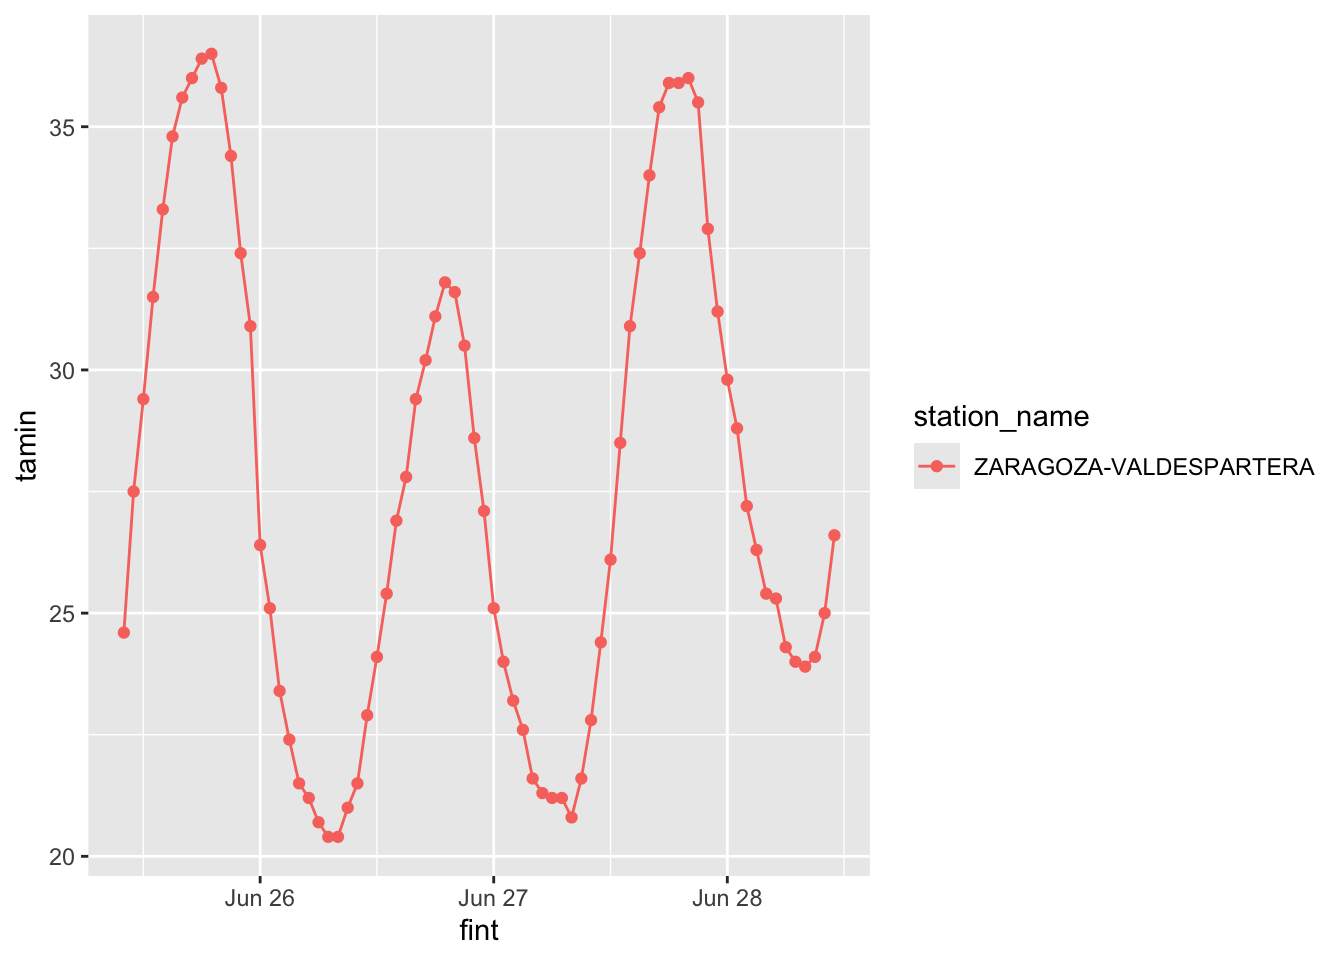 35
30
25
20
tamin
Jun 26
Jun 27
Jun 28
fint
station_name
ZARAGOZA-VALDESPARTERA